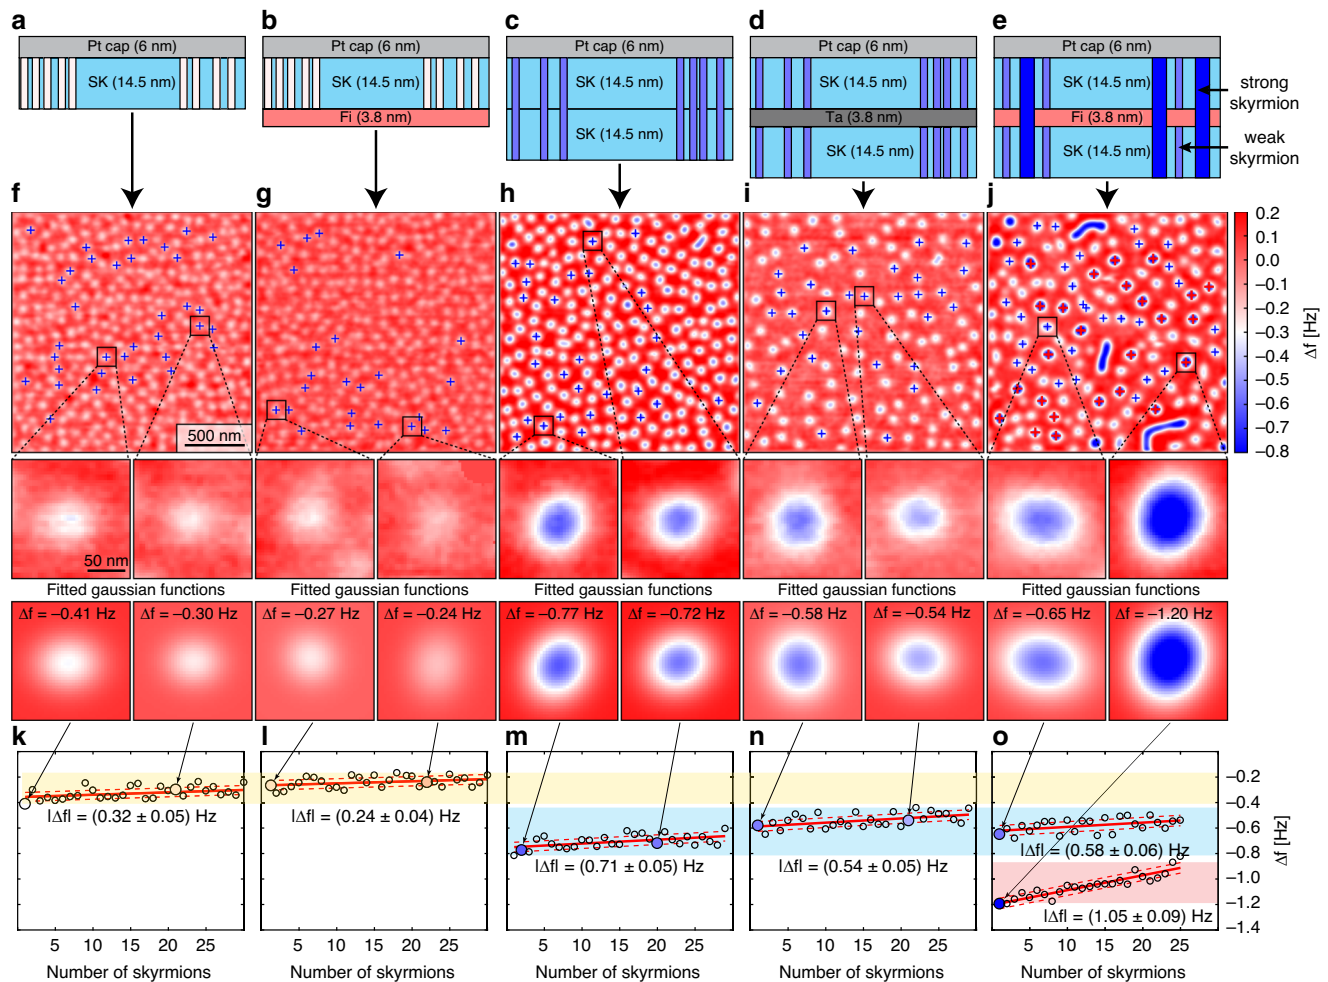 a b c d e
Pt cap (6 nm) Pt cap (6 nm) Pt cap (6 nm) Pt cap (6 nm) Pt cap (6 nm)
SK (14.5 nm) SK (14.5 nm) SK (14.5 nm) SK (14.5 nm) SK (14.5 nm) strong skyrmion
Fi (3.8 nm) Ta (3.8 nm) Fi (3.8 nm)
SK (14.5 nm) SK (14.5 nm) SK (14.5 nm) weak skyrmion
f g h i j
0.2
0.1
−0.0
−0.1
−0.2
−0.3
−0.4
−0.5
−0.6
−0.7
−0.8
Δf [Hz]
500 nm
50 nm
Fitted gaussian functions Fitted gaussian functions Fitted gaussian functions Fitted gaussian functions Fitted gaussian functions
Δf = −0.41 Hz Δf = −0.30 Hz Δf = −0.27 Hz Δf = −0.24 Hz Δf = −0.77 Hz Δf = −0.72 Hz Δf = −0.58 Hz Δf = −0.54 Hz Δf = −0.65 Hz Δf = −1.20 Hz
k l m n o
|Δf| = (0.32 ± 0.05) Hz |Δf| = (0.24 ± 0.04) Hz |Δf| = (0.71 ± 0.05) Hz |Δf| = (0.54 ± 0.05) Hz |Δf| = (0.58 ± 0.06) Hz
|Δf| = (1.05 ± 0.09) Hz
−0.2
−0.4
−0.6
−0.8
−1.0
−1.2
−1.4
Δf [Hz]
5 10 15 20 25 5 10 15 20 25 5 10 15 20 25 5 10 15 20 25 5 10 15 20 25
Number of skyrmions Number of skyrmions Number of skyrmions Number of skyrmions Number of skyrmions